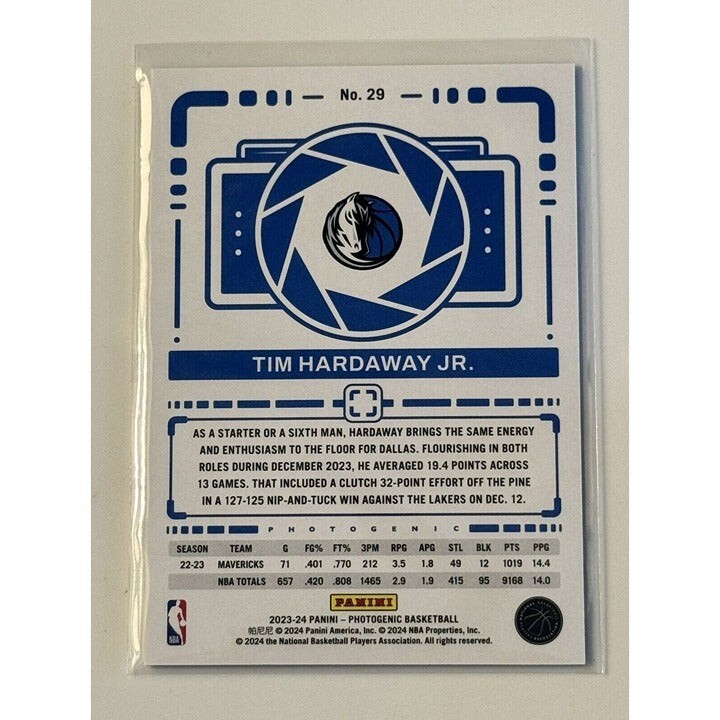 No. 29
TIM HARDAWAY JR.
AS A STARTER OR A SIXTH MAN, HARDAWAY BRINGS THE SAME ENERGY
AND ENTHUSIASM TO THE FLOOR FOR DALLAS. FLOURISHING IN BOTH
ROLES DURING DECEMBER 2023, HE AVERAGED 19.4 POINTS ACROSS
13 GAMES. THAT INCLUDED A CLUTCH 32-POINT EFFORT OFF THE PINE
IN A 127-125 NIP-AND-TUCK WIN AGAINST THE LAKERS ON DEC. 12.
PHOTOGENIC
SEASON TEAM G FG% FT% 3PM RPG APG STL BLK PTS PPG
22-23 MAVERICKS 71 .401 .770 212 3.5 1.8 49 12 1019 14.4
NBA TOTALS 657 .420 .808 1465 2.9 1.9 415 95 9168 14.0
PANINI
2023-24 PANINI – PHOTOGENIC BASKETBALL
帕尼尼 © 2024 Panini America, Inc. © 2024 NBA Properties, Inc.
© 2024 the National Basketball Players Association. All rights reserved.
NBA